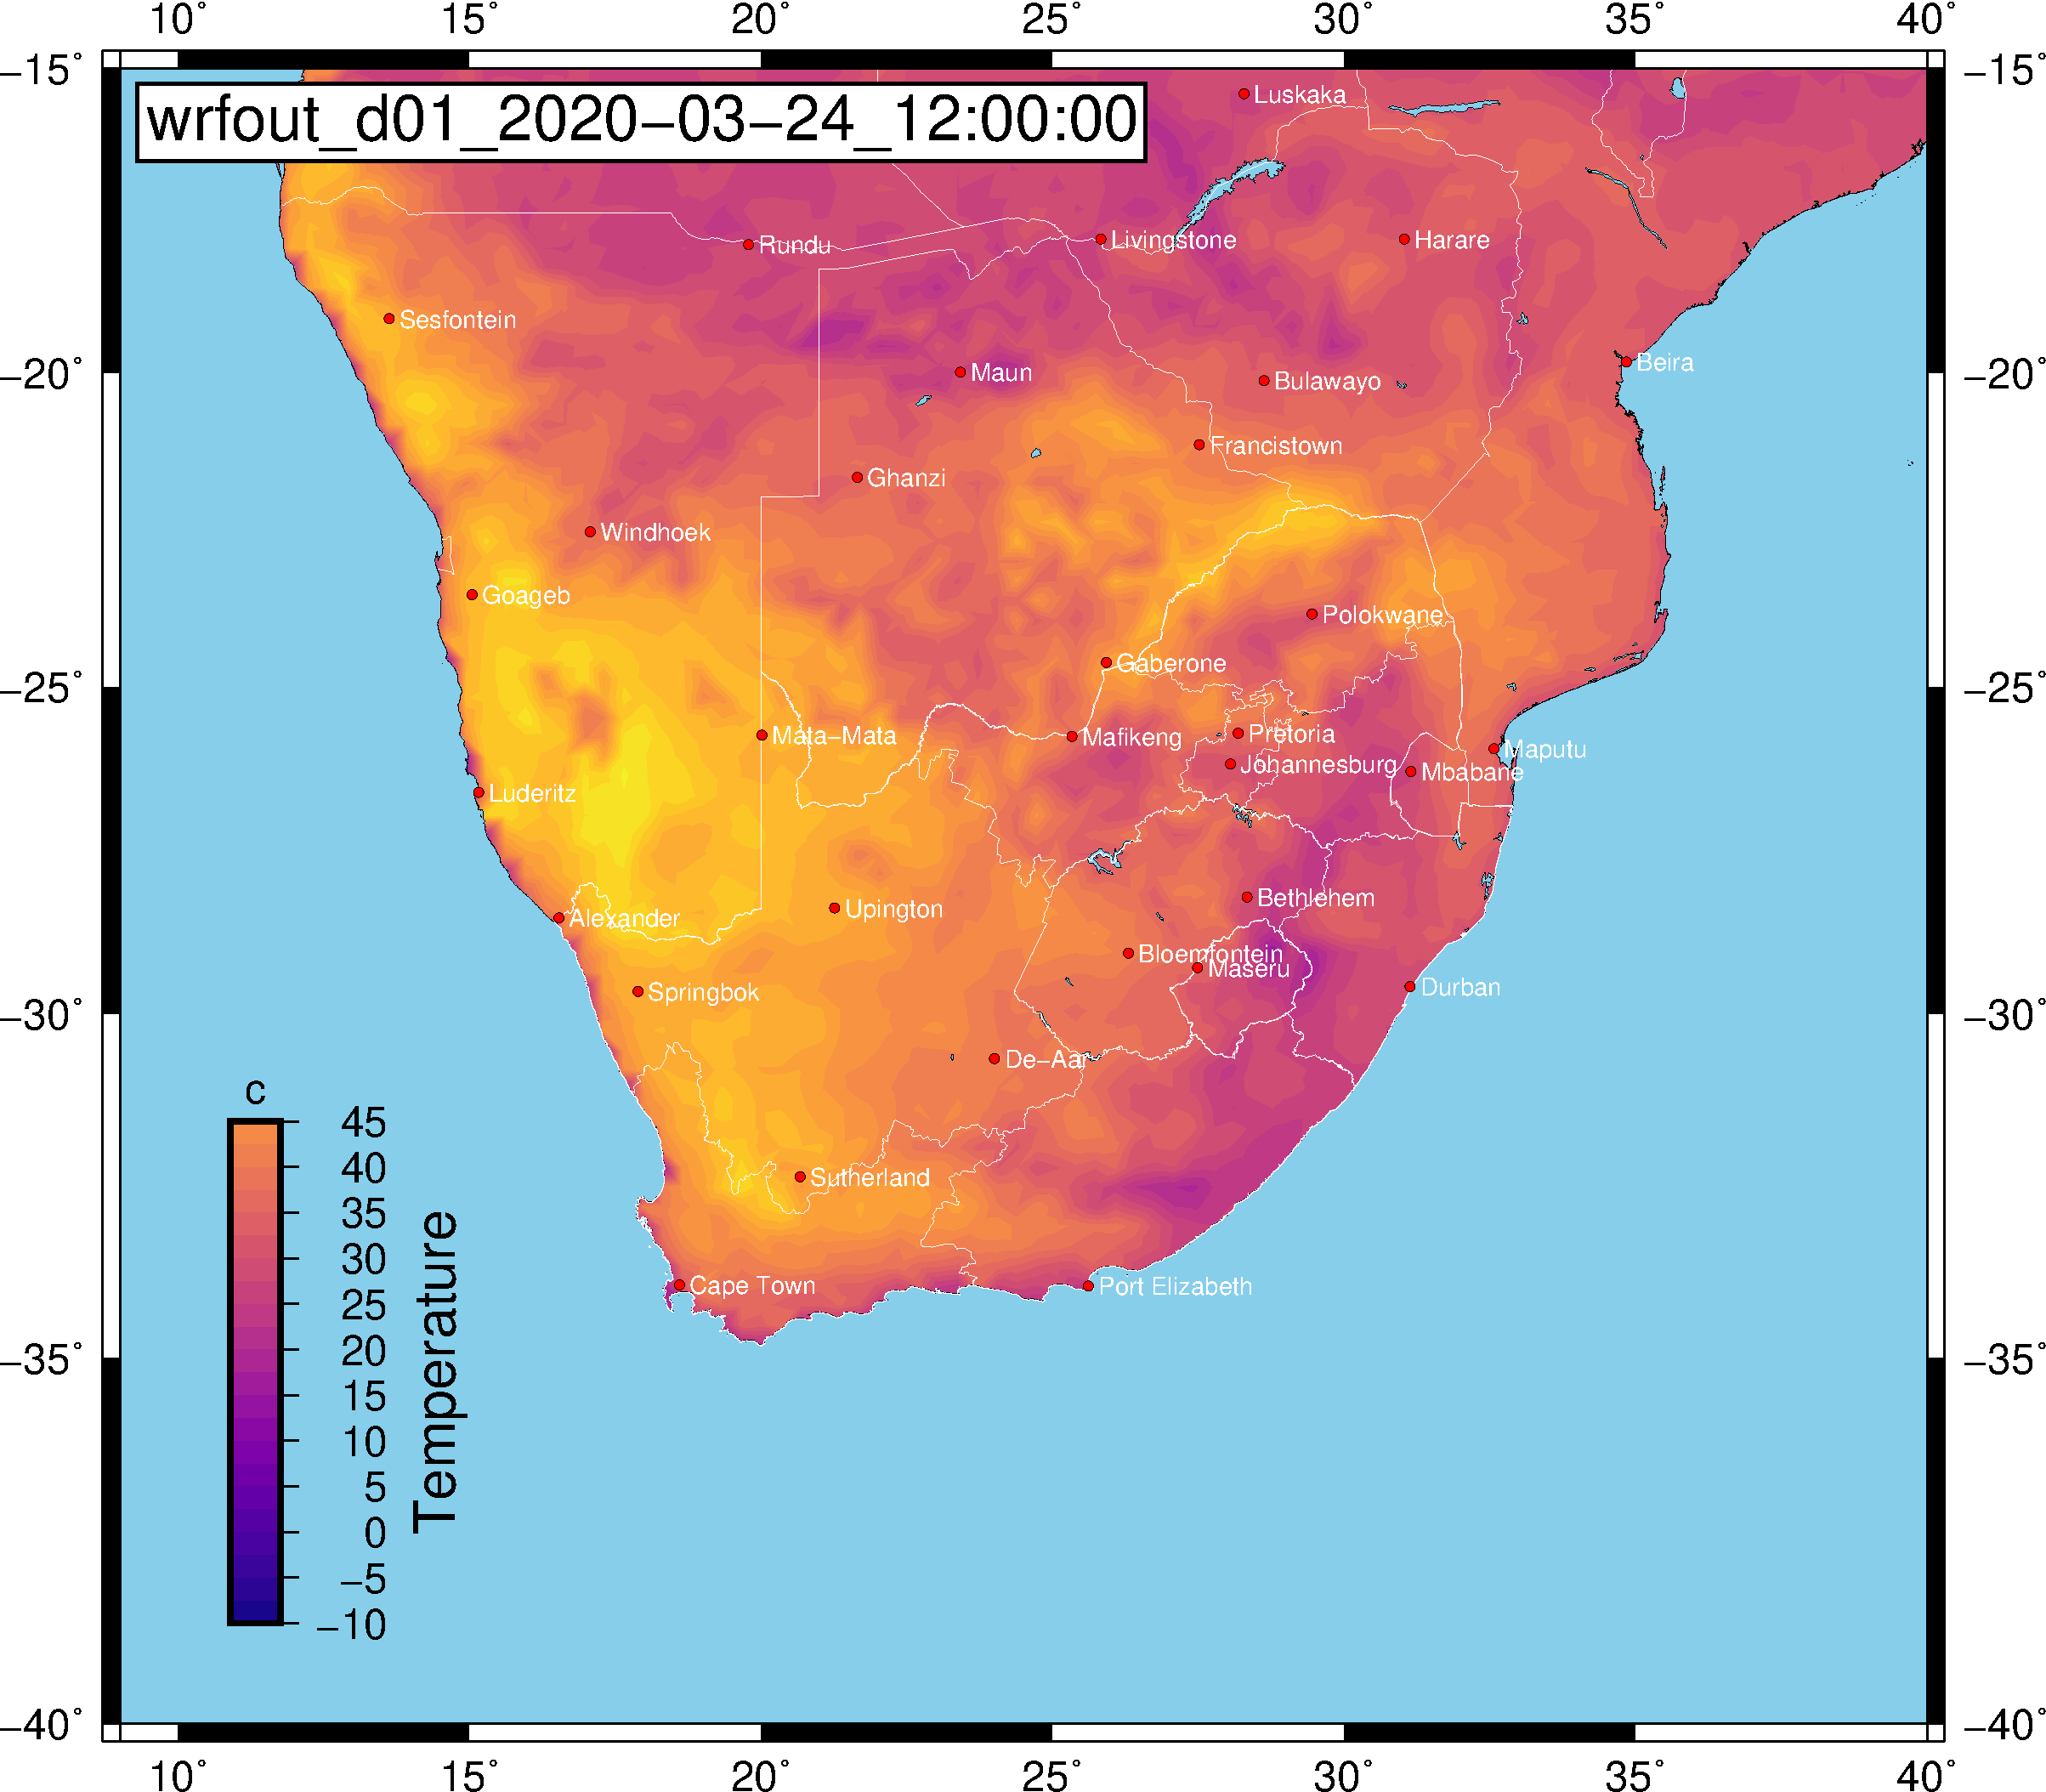 10° 15° 20° 25° 30° 35° 40°
−15° −15°
wrfout_d01_2020−03−24_12:00:00
Luskaka
Rundu
Livingstone
Harare
Sesfontein
Beira
−20° −20°
Maun
Bulawayo
Francistown
Ghanzi
Windhoek
Goageb
Polokwane
Gaberone
−25° −25°
Mata−Mata
Mafikeng
Pretoria
Johannesburg
Maputu
Mbabane
Luderitz
Bethlehem
Upington
Alexander
Bloemfontein
Maseru
Durban
Springbok
−30° −30°
De−Aar
Sutherland
Cape Town
Port Elizabeth
−35° −35°
c
45
40
35
30
25
20
15
10
5
0
−5
−10
Temperature
−40° −40°
10° 15° 20° 25° 30° 35° 40°